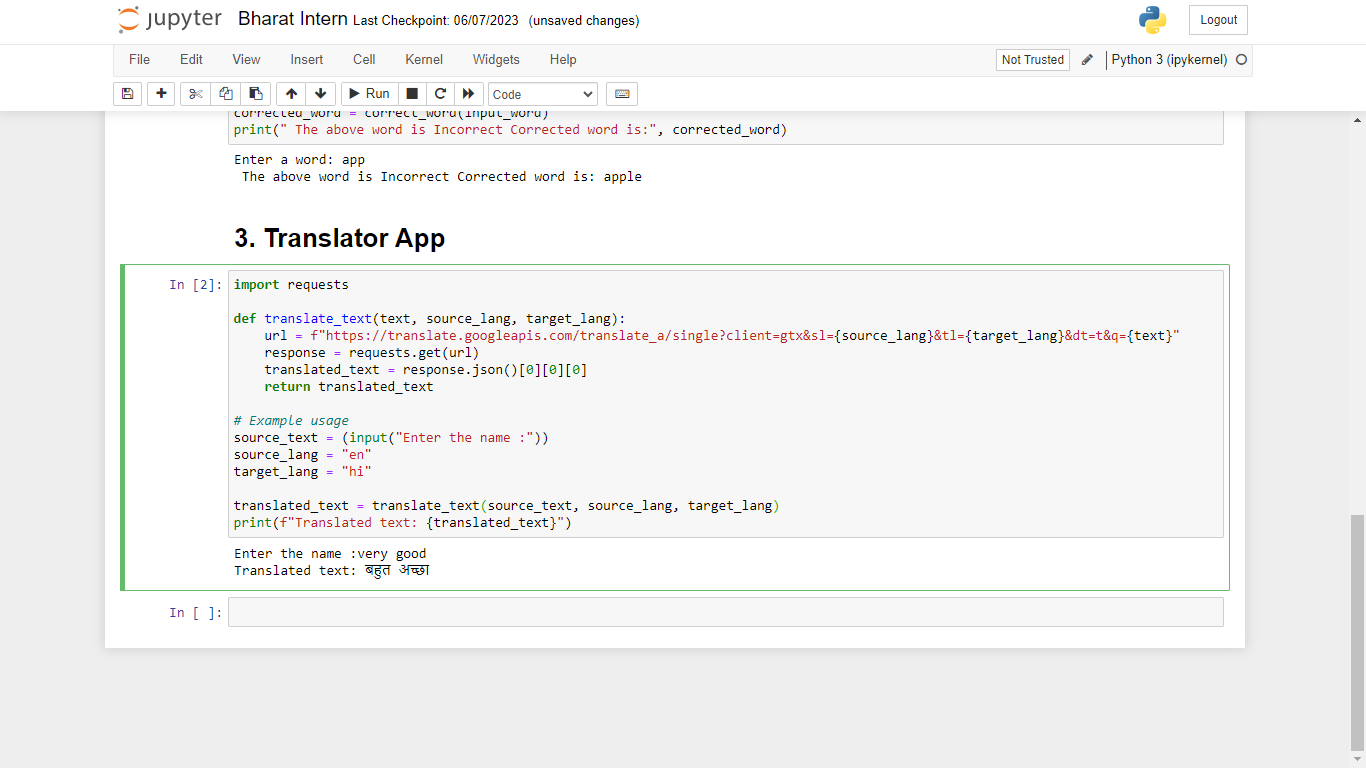 jupyter Bharat Intern Last Checkpoint: 06/07/2023 (unsaved changes)
Logout
File Edit View Insert Cell Kernel Widgets Help
Not Trusted Python 3 (ipykernel)
Run Code
corrected_word = correct_word(input_word)
print(" The above word is Incorrect Corrected word is:", corrected_word)
Enter a word: app
The above word is Incorrect Corrected word is: apple
3. Translator App
In [2]:
import requests
def translate_text(text, source_lang, target_lang):
url = f"https://translate.googleapis.com/translate_a/single?client=gtx&sl={source_lang}&tl={target_lang}&dt=t&q={text}"
response = requests.get(url)
translated_text = response.json()[0][0][0]
return translated_text
# Example usage
source_text = (input("Enter the name :"))
source_lang = "en"
target_lang = "hi"
translated_text = translate_text(source_text, source_lang, target_lang)
print(f"Translated text: {translated_text}")
Enter the name :very good
Translated text: बहुत अच्छा
In [ ]: